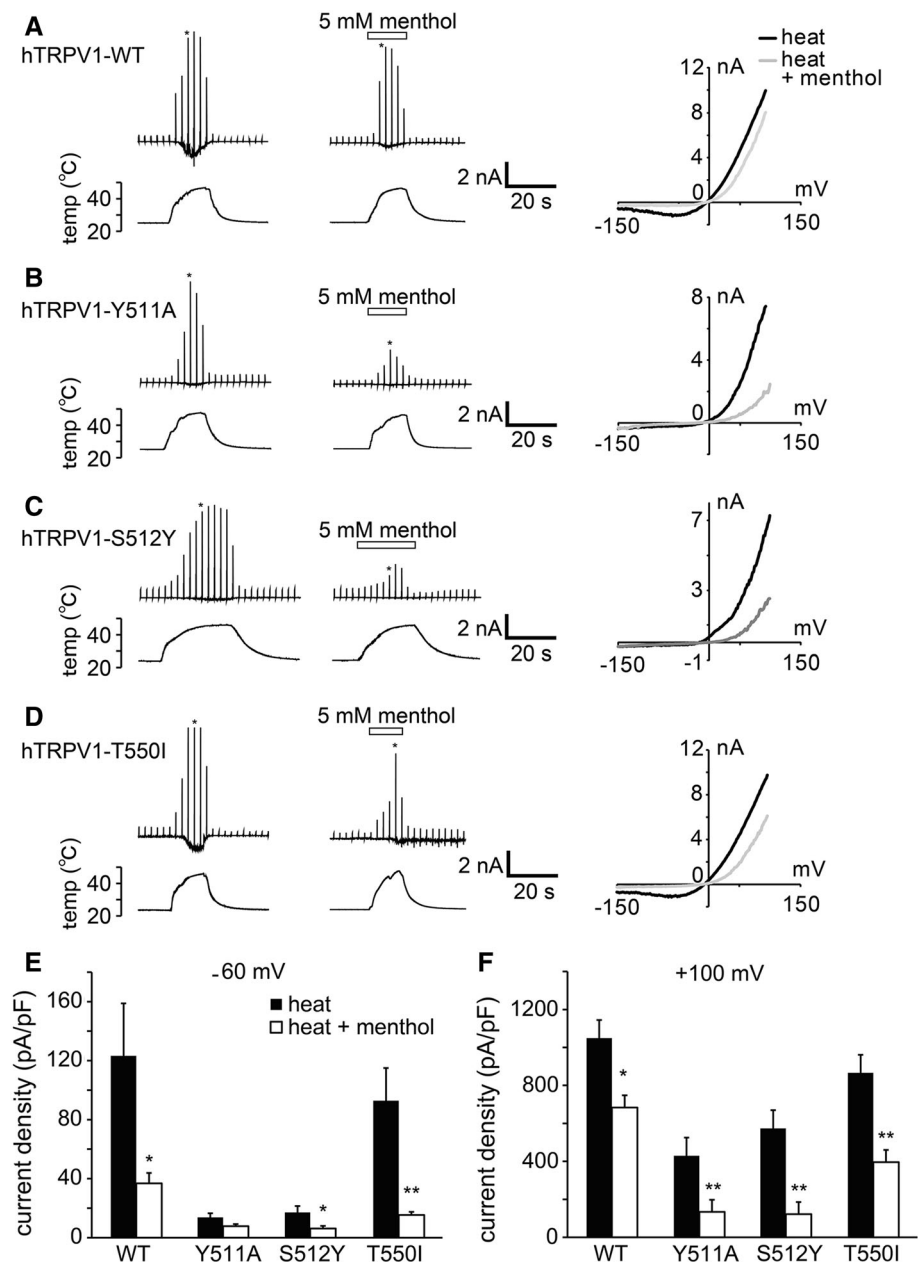 A
hTRPV1-WT
*
5 mM menthol
*
temp (°C)
40
20
2 nA
20 s
heat
heat
+ menthol
nA
12
8
4
0
mV
-150
150
B
hTRPV1-Y511A
*
5 mM menthol
*
temp (°C)
40
20
2 nA
20 s
nA
8
4
0
mV
-150
150
C
hTRPV1-S512Y
*
5 mM menthol
*
temp (°C)
40
20
2 nA
20 s
nA
7
3
mV
-150
-1
150
D
hTRPV1-T550I
*
5 mM menthol
*
temp (°C)
40
20
2 nA
20 s
nA
12
8
4
0
mV
-150
150
E
-60 mV
heat
heat + menthol
current density (pA/pF)
160
120
80
40
0
*
*
**
WT
Y511A
S512Y
T550I
F
+100 mV
current density (pA/pF)
1200
800
400
0
*
**
**
**
WT
Y511A
S512Y
T550I